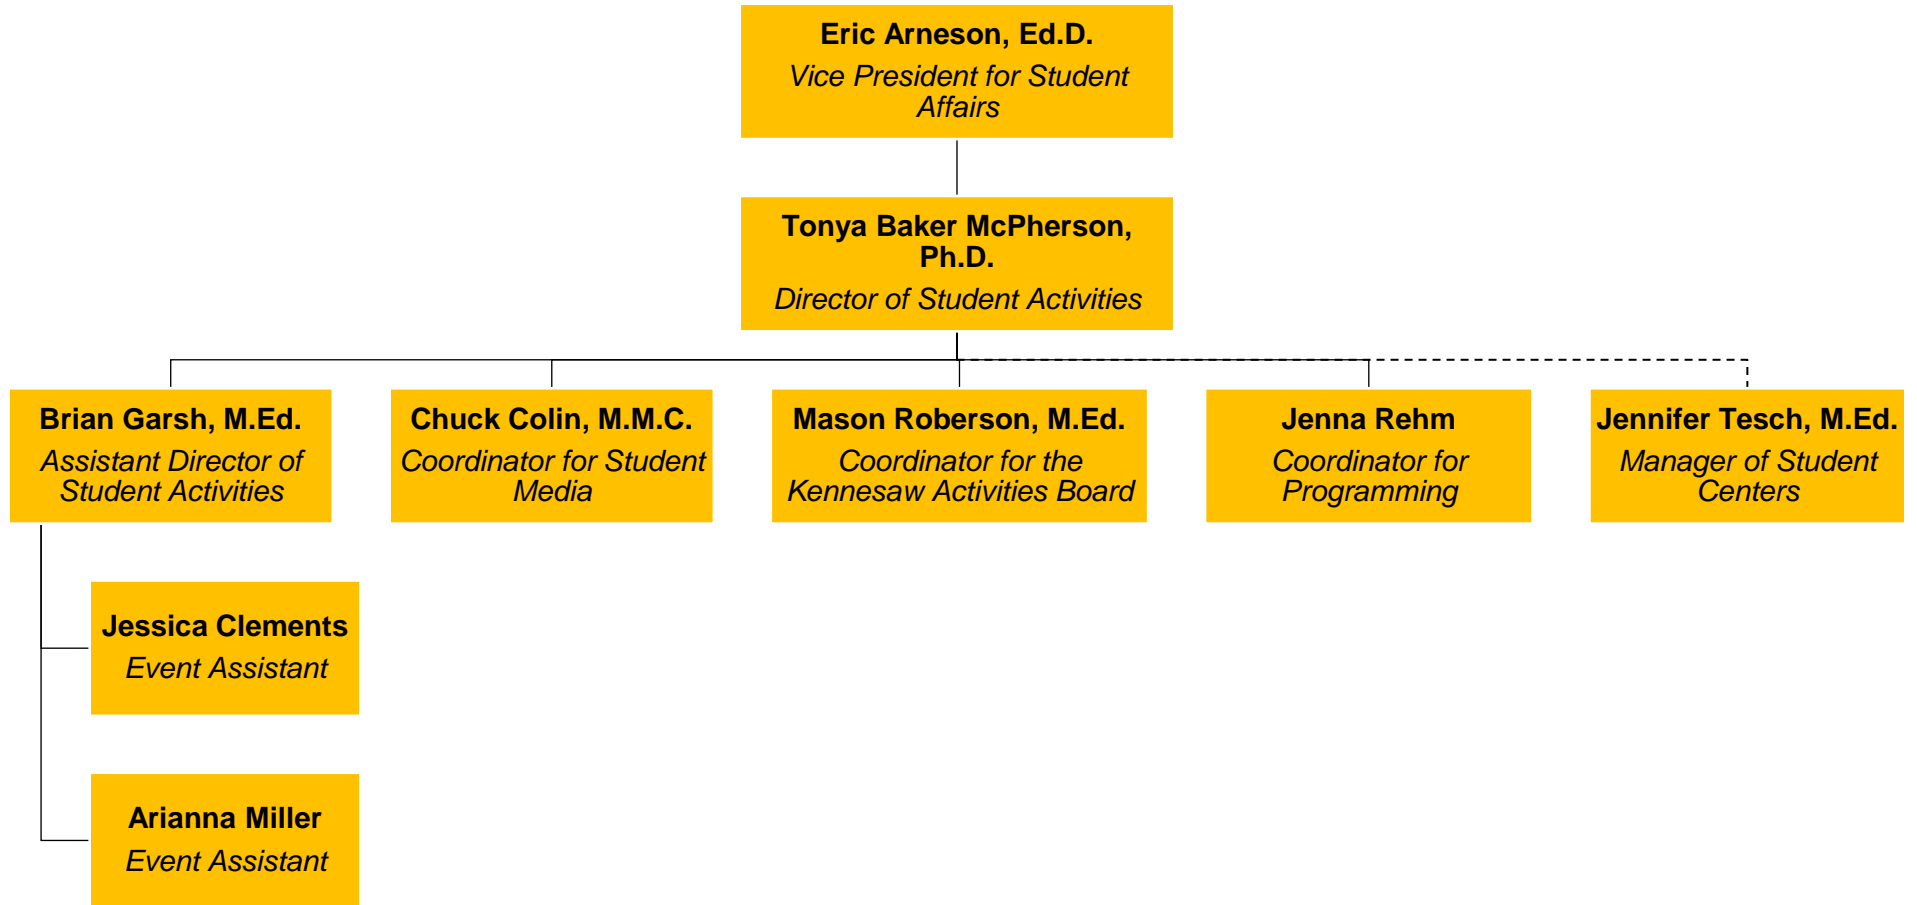 Eric Arneson, Ed.D.
Vice President for Student
Affairs
Tonya Baker McPherson,
Ph.D.
Director of Student Activities
Brian Garsh, M.Ed.
Assistant Director of
Student Activities
Chuck Colin, M.M.C.
Coordinator for Student
Media
Mason Roberson, M.Ed.
Coordinator for the
Kennesaw Activities Board
Jenna Rehm
Coordinator for
Programming
Jennifer Tesch, M.Ed.
Manager of Student
Centers
Jessica Clements
Event Assistant
Arianna Miller
Event Assistant